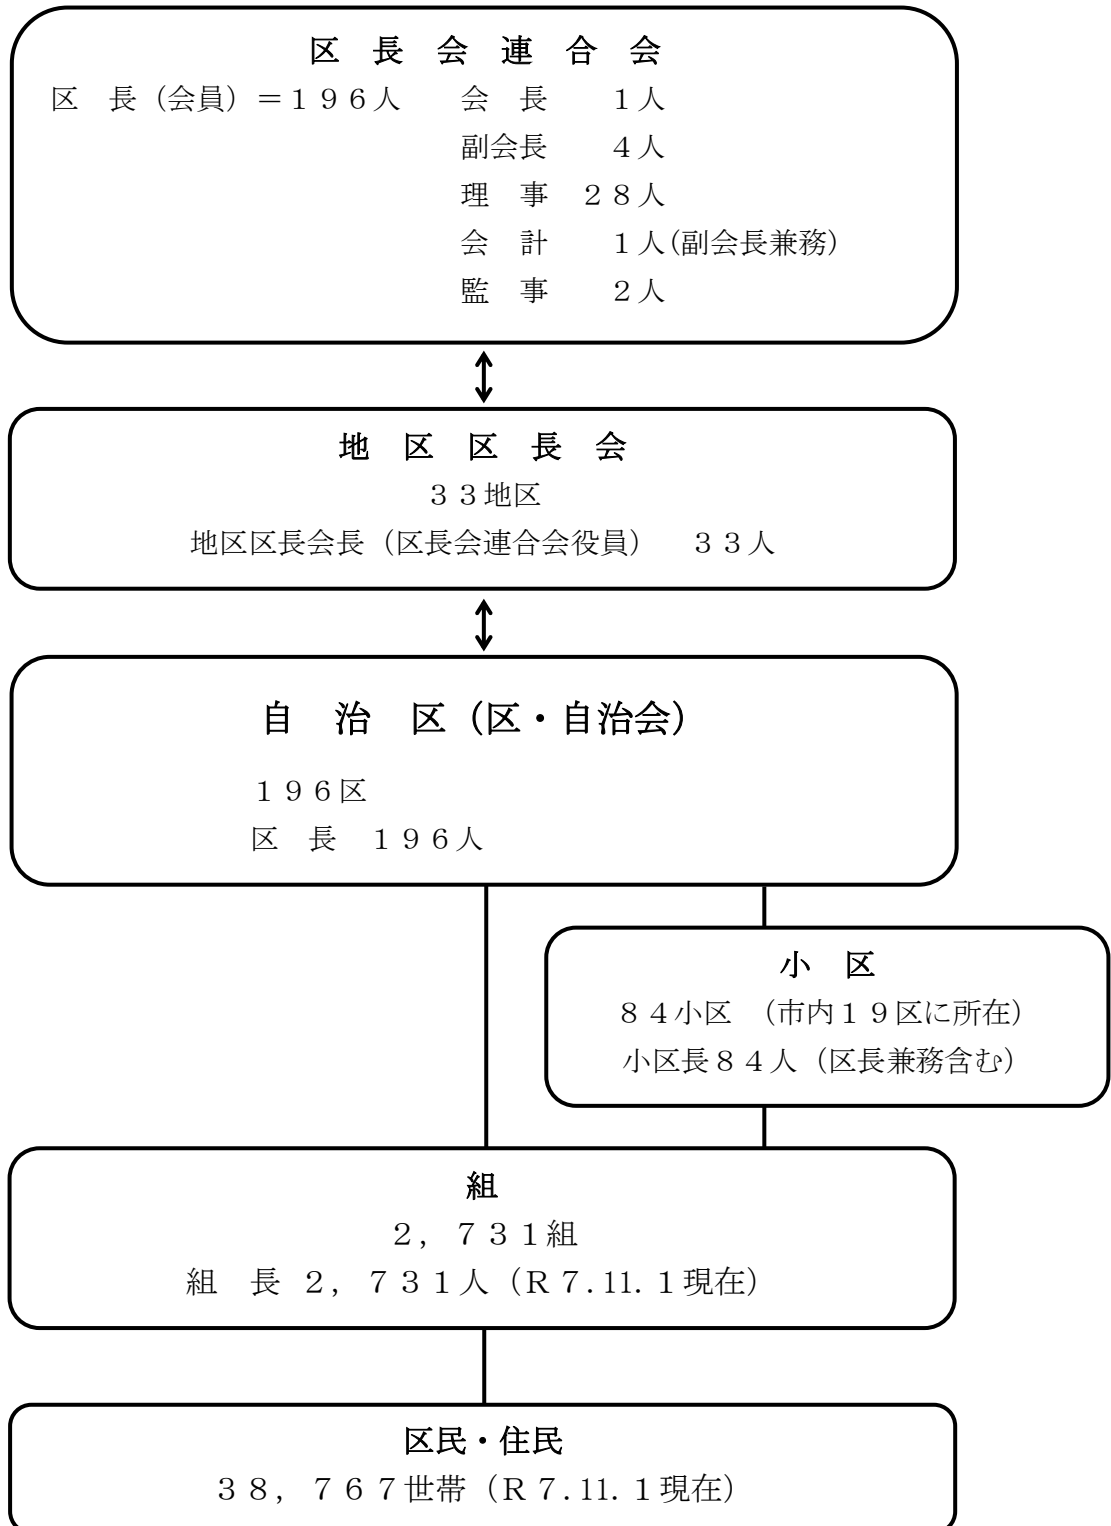 区　長　会　連　合　会
区　長（会員）＝１９６人　　会　長　　１人
副会長　　４人
理　事　２８人
会　計　　１人(副会長兼務)
監　事　　２人
地　区　区　長　会
３３地区
地区区長会長（区長会連合会役員）　３３人
自　治　区（区・自治会）
１９６区
区　長　１９６人
小　区
８４小区　（市内１９区に所在）
小区長８４人（区長兼務含む）
組
２，７３１組
組　長　２，７３１人（Ｒ７.11.１現在）
区民・住民
３８，７６７世帯（Ｒ７.11.１現在）